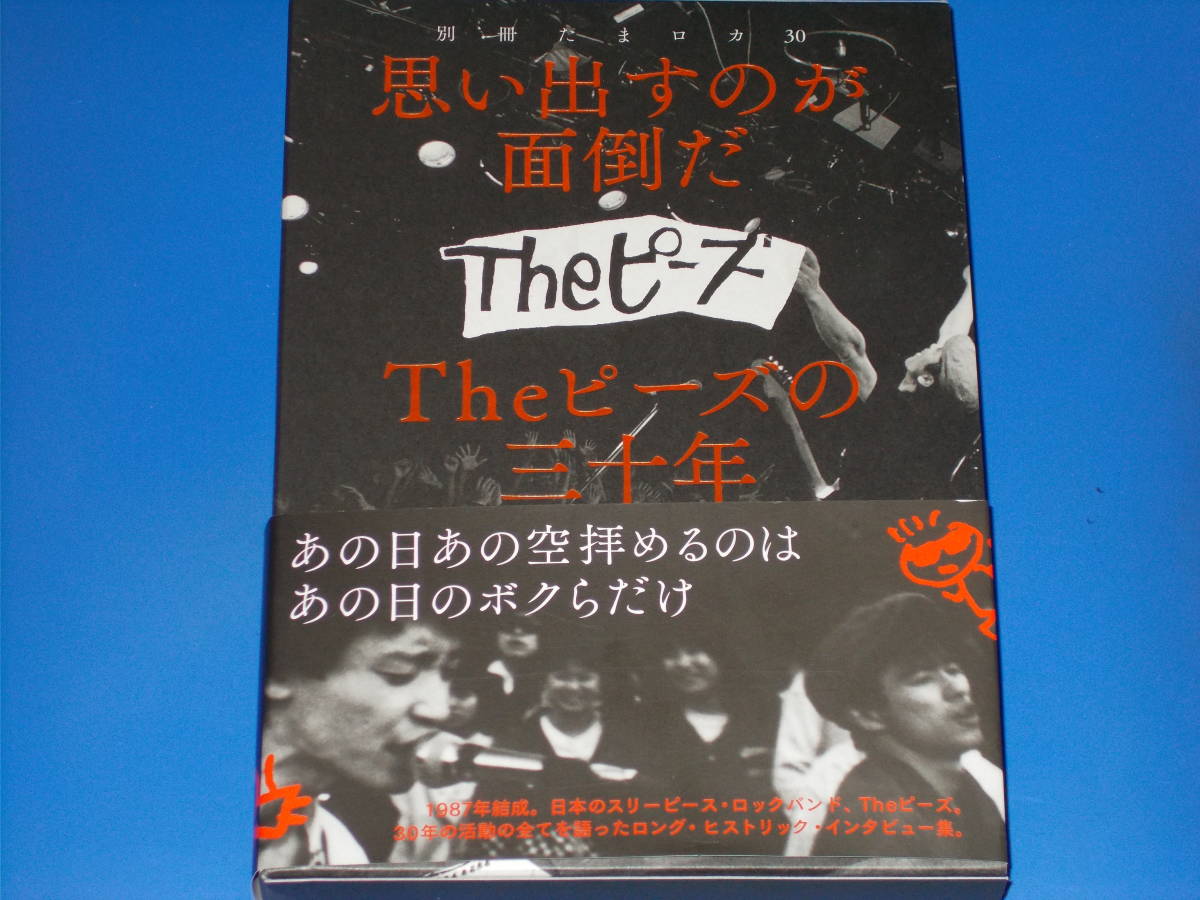 別冊たまロカ30
思い出すのが
面倒だ
Theピーズ
Theピーズの
三十年
あの日あの空拝めるのは
あの日のボクらだけ
1987年結成。日本のスリーピース・ロックバンド、Theピーズ。
30年の活動の全てを語ったロング・ヒストリック・インタビュー集。